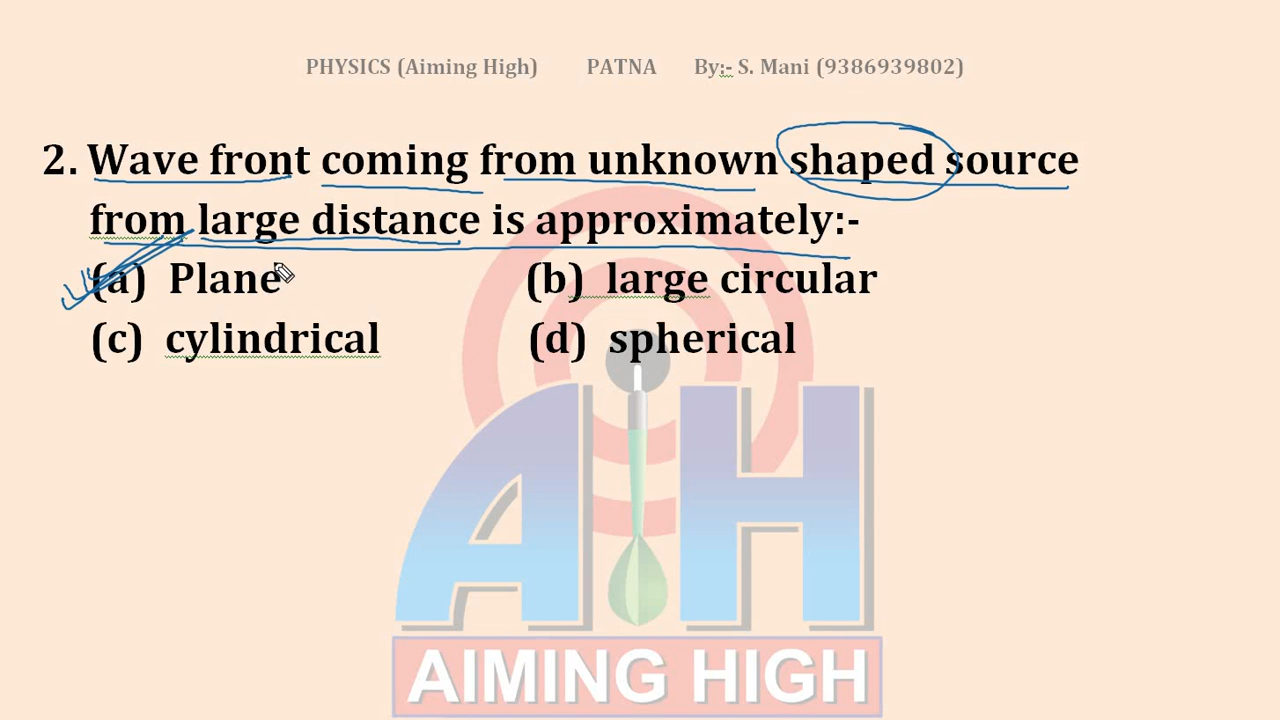 PHYSICS (Aiming High) PATNA By:- S. Mani (9386939802)
2. Wave front coming from unknown shaped source
from large distance is approximately:-
(a) Plane (b) large circular
(c) cylindrical (d) spherical
AH
AIMING HIGH